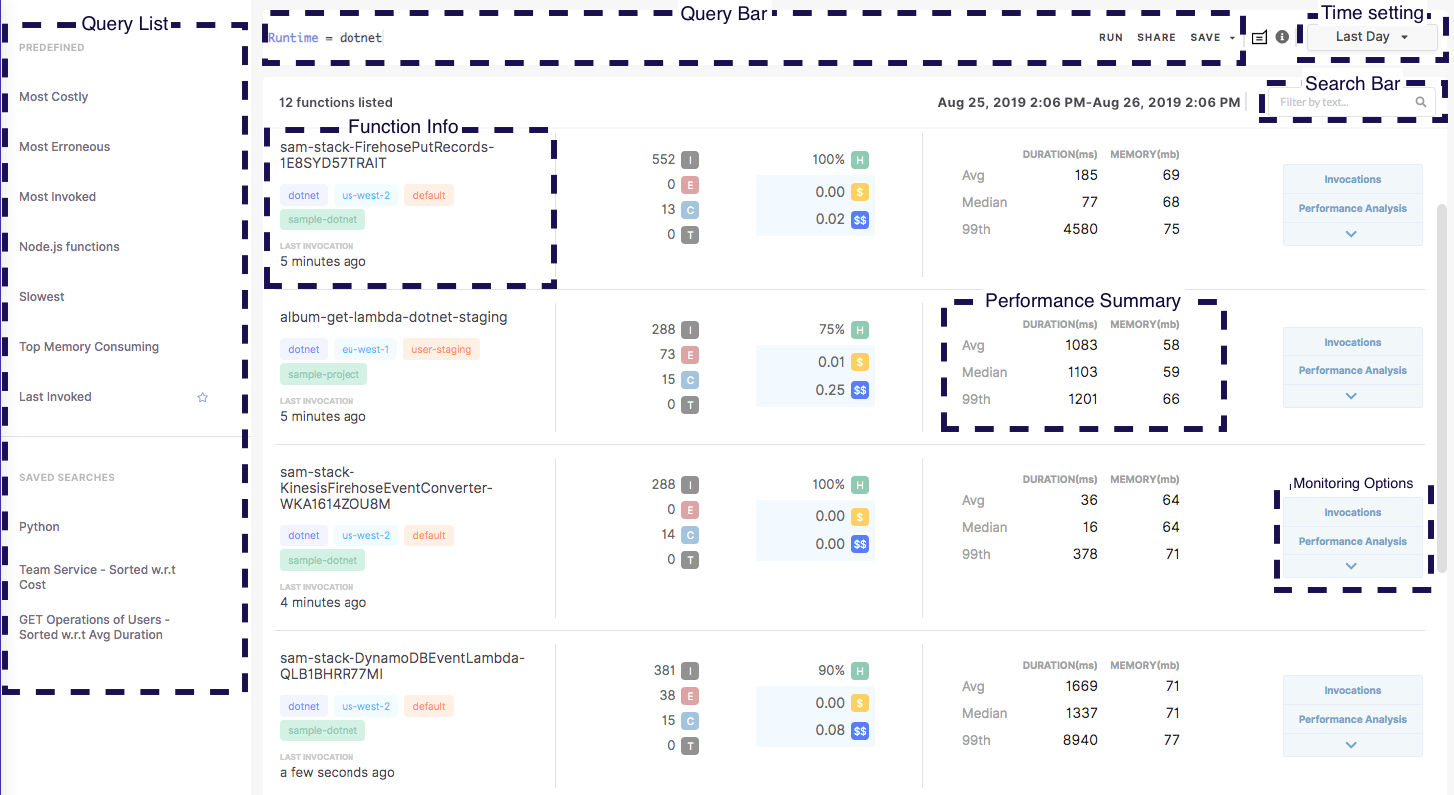 Query List
PREDEFINED
Most Costly
Most Erroneous
Most Invoked
Node.js functions
Slowest
Top Memory Consuming
Last Invoked
SAVED SEARCHES
Python
Team Service - Sorted w.r.t
Cost
GET Operations of Users -
Sorted w.r.t Avg Duration
Query Bar
Runtime = dotnet
RUN SHARE SAVE
Time setting
Last Day
12 functions listed
Aug 25, 2019 2:06 PM-Aug 26, 2019 2:06 PM
Search Bar
Filter by text...
Function Info
sam-stack-FirehosePutRecords-
1E8SYD57TRAIT
dotnet us-west-2 default
sample-dotnet
LAST INVOCATION
5 minutes ago
552 I
0 E
13 C
0 T
100% H
0.00 $
0.02 $$
DURATION(ms) MEMORY(mb)
Avg 185 69
Median 77 68
99th 4580 75
Invocations
Performance Analysis
album-get-lambda-dotnet-staging
dotnet eu-west-1 user-staging
sample-project
LAST INVOCATION
5 minutes ago
288 I
73 E
15 C
0 T
75% H
0.01 $
0.25 $$
Performance Summary
DURATION(ms) MEMORY(mb)
Avg 1083 58
Median 1103 59
99th 1201 66
Invocations
Performance Analysis
sam-stack-
KinesisFirehoseEventConverter-
WKA1614ZOU8M
dotnet us-west-2 default
sample-dotnet
LAST INVOCATION
4 minutes ago
288 I
0 E
14 C
0 T
100% H
0.00 $
0.00 $$
DURATION(ms) MEMORY(mb)
Avg 36 64
Median 16 64
99th 378 71
Monitoring Options
Invocations
Performance Analysis
sam-stack-DynamoDBEventLambda-
QLB1BHRR77MI
dotnet us-west-2 default
sample-dotnet
LAST INVOCATION
a few seconds ago
381 I
38 E
15 C
0 T
90% H
0.00 $
0.08 $$
DURATION(ms) MEMORY(mb)
Avg 1669 71
Median 1337 71
99th 8940 77
Invocations
Performance Analysis